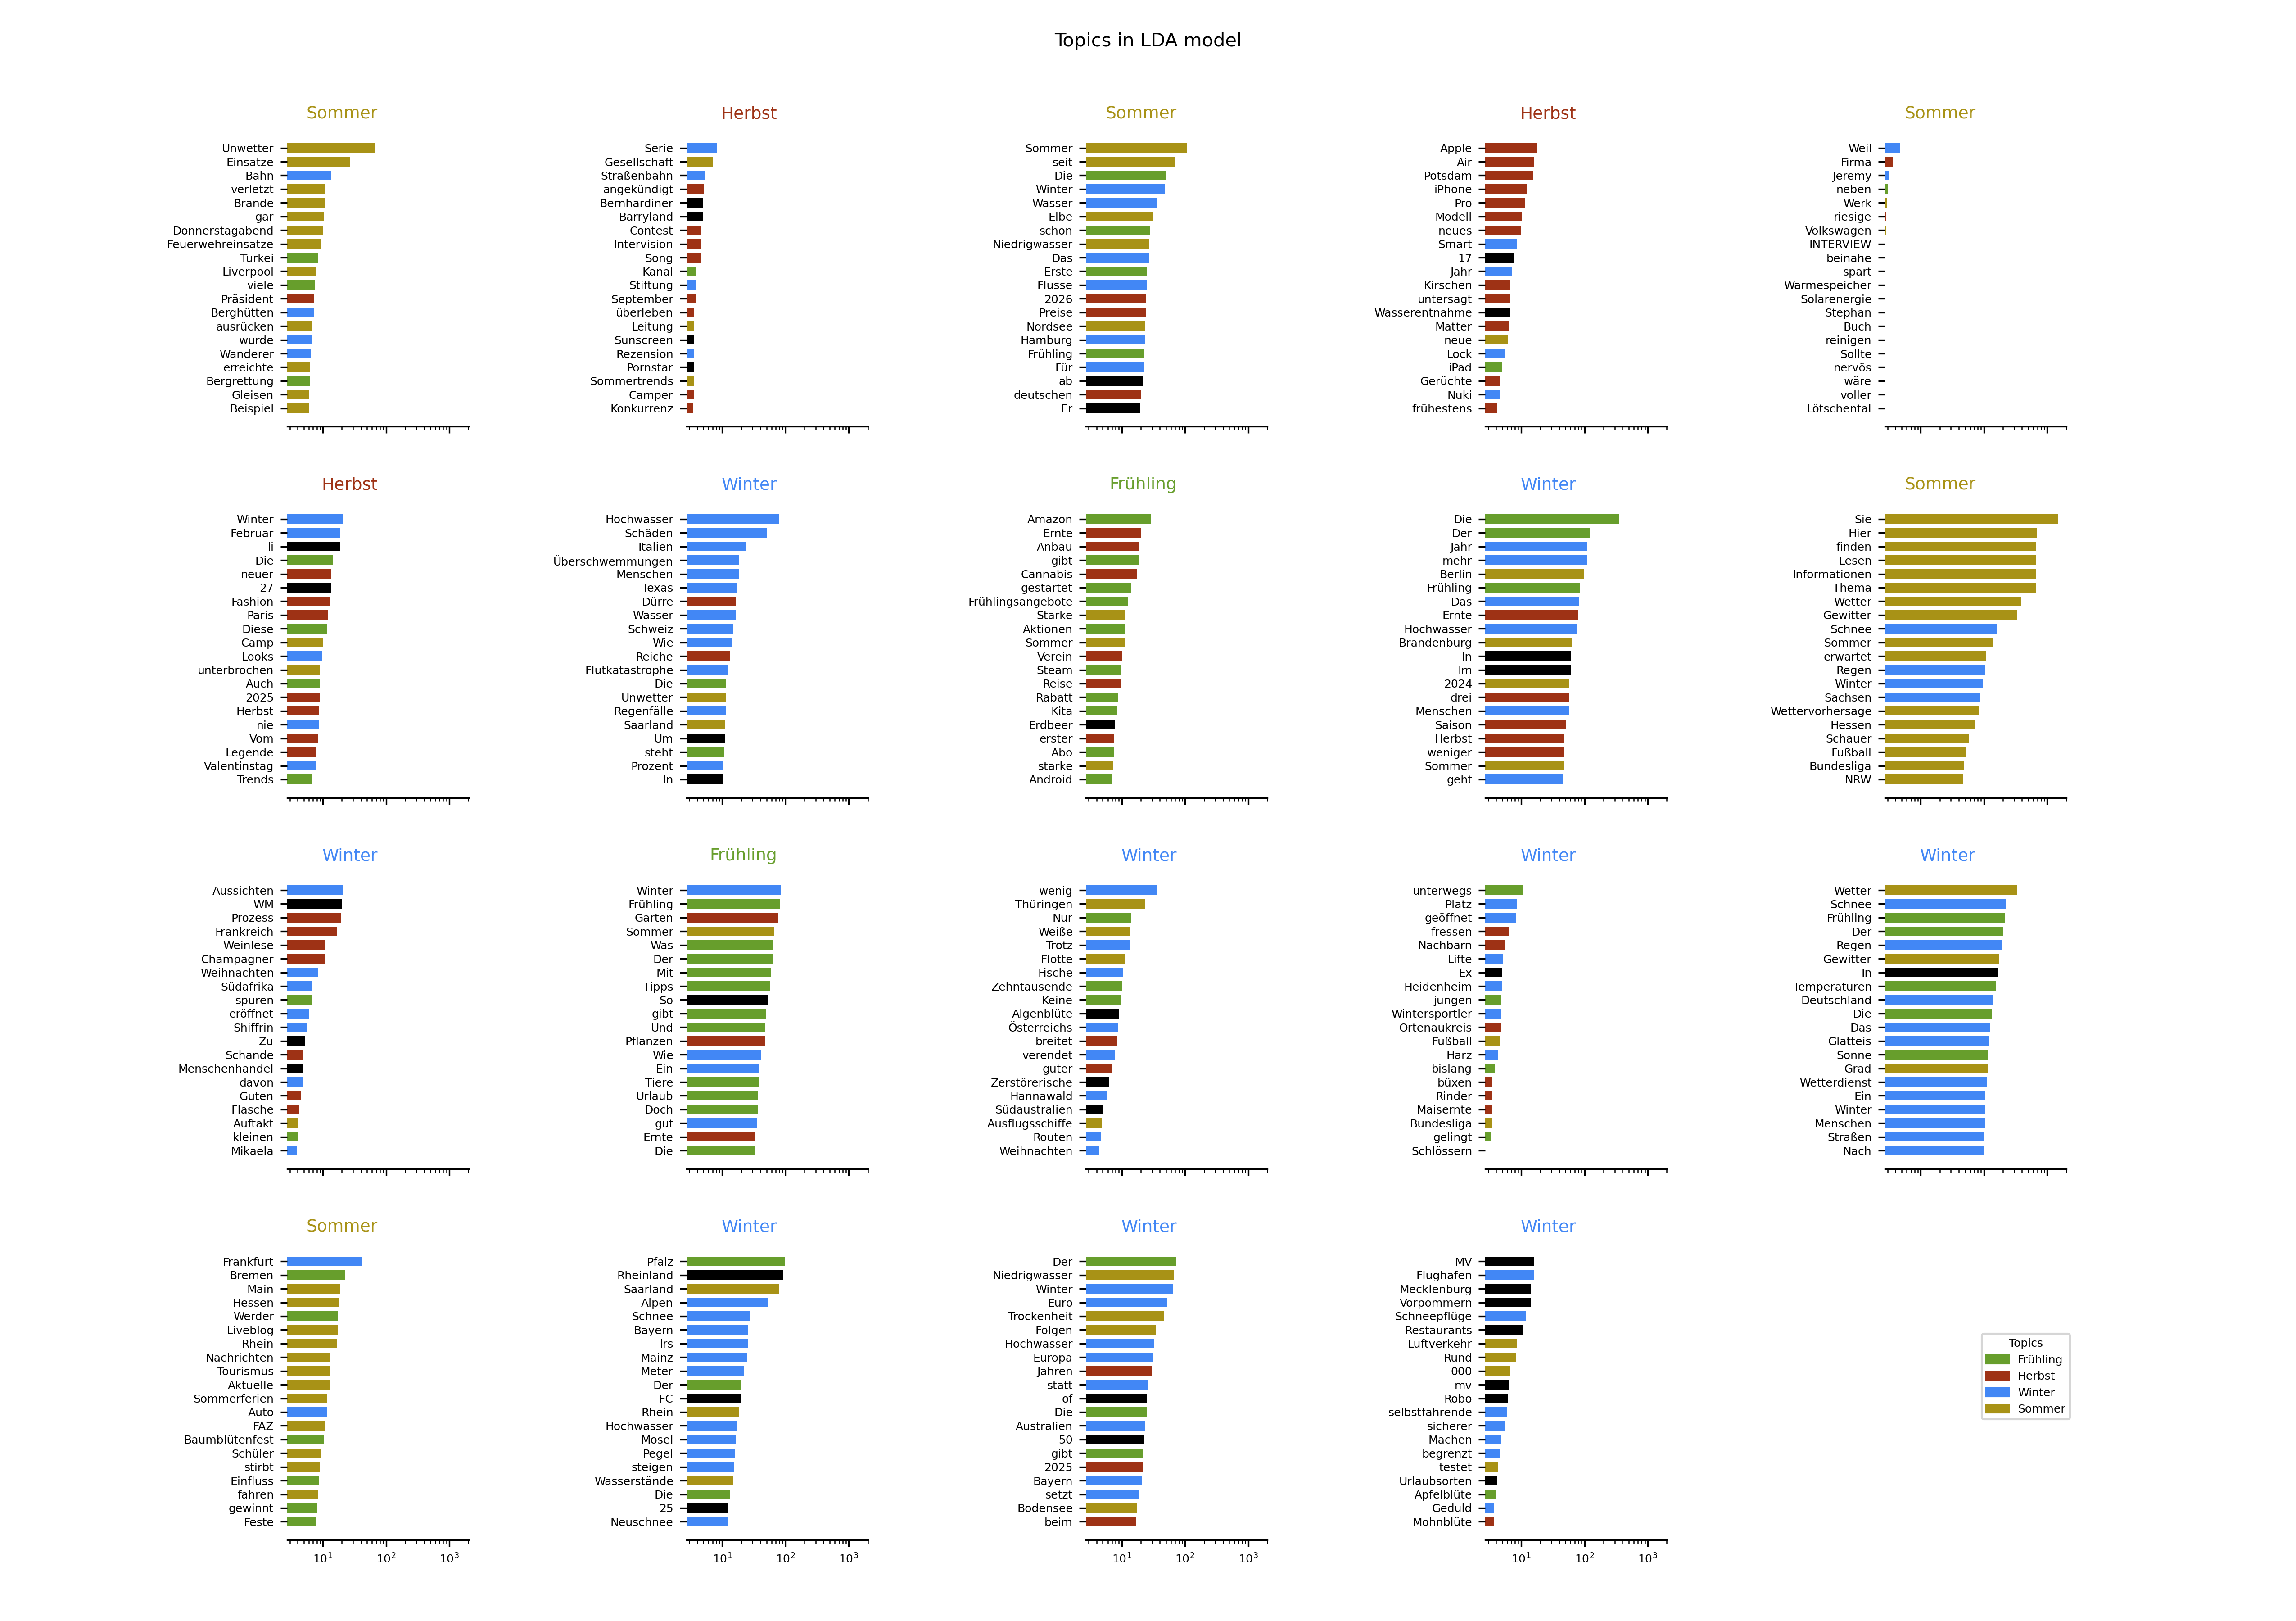 Topics in LDA model
Sommer
Unwetter
Einsätze
Bahn
verletzt
Brände
gar
Donnerstagabend
Feuerwehreinsätze
Türkei
Liverpool
viele
Präsident
Berghütten
ausrücken
wurde
Wanderer
erreichte
Bergrettung
Gleisen
Beispiel
Herbst
Serie
Gesellschaft
Straßenbahn
angekündigt
Bernhardiner
Barryland
Contest
Intervision
Song
Kanal
Stiftung
September
überleben
Leitung
Sunscreen
Rezension
Pornstar
Sommertrends
Camper
Konkurrenz
Sommer
Sommer
seit
Die
Winter
Wasser
Elbe
schon
Niedrigwasser
Das
Erste
Flüsse
2026
Preise
Nordsee
Hamburg
Frühling
Für
ab
deutschen
Er
Herbst
Apple
Air
Potsdam
iPhone
Pro
Modell
neues
Smart
17
Jahr
Kirschen
untersagt
Wasserentnahme
Matter
neue
Lock
iPad
Gerüchte
Nuki
frühestens
Sommer
Weil
Firma
Jeremy
neben
Werk
riesige
Volkswagen
INTERVIEW
beinahe
spart
Wärmespeicher
Solarenergie
Stephan
Buch
reinigen
Sollte
nervös
wäre
voller
Lötschental
Herbst
Winter
Februar
li
Die
neuer
27
Fashion
Paris
Diese
Camp
Looks
unterbrochen
Auch
2025
Herbst
nie
Vom
Legende
Valentinstag
Trends
Winter
Hochwasser
Schäden
Italien
Überschwemmungen
Menschen
Texas
Dürre
Wasser
Schweiz
Wie
Reiche
Flutkatastrophe
Die
Unwetter
Regenfälle
Saarland
Um
steht
Prozent
In
Frühling
Amazon
Ernte
Anbau
gibt
Cannabis
gestartet
Frühlingsangebote
Starke
Aktionen
Sommer
Verein
Steam
Reise
Rabatt
Kita
Erdbeer
erster
Abo
starke
Android
Winter
Die
Der
Jahr
mehr
Berlin
Frühling
Das
Ernte
Hochwasser
Brandenburg
In
Im
2024
drei
Menschen
Saison
Herbst
weniger
Sommer
geht
Sommer
Sie
Hier
finden
Lesen
Informationen
Thema
Wetter
Gewitter
Schnee
Sommer
erwartet
Regen
Winter
Sachsen
Wettervorhersage
Hessen
Schauer
Fußball
Bundesliga
NRW
Winter
Aussichten
WM
Prozess
Frankreich
Weinlese
Champagner
Weihnachten
Südafrika
spüren
eröffnet
Shiffrin
Zu
Schande
Menschenhandel
davon
Guten
Flasche
Auftakt
kleinen
Mikaela
Frühling
Winter
Frühling
Garten
Sommer
Was
Der
Mit
Tipps
So
gibt
Und
Pflanzen
Wie
Ein
Tiere
Urlaub
Doch
gut
Ernte
Die
Winter
wenig
Thüringen
Nur
Weiße
Trotz
Flotte
Fische
Zehntausende
Keine
Algenblüte
Österreichs
breitet
verendet
guter
Zerstörerische
Hannawald
Südaustralien
Ausflugsschiffe
Routen
Weihnachten
Winter
unterwegs
Platz
geöffnet
fressen
Nachbarn
Lifte
Ex
Heidenheim
jungen
Wintersportler
Ortenaukreis
Fußball
Harz
bislang
büxen
Rinder
Maisernte
Bundesliga
gelingt
Schlössern
Winter
Wetter
Schnee
Frühling
Der
Regen
Gewitter
In
Temperaturen
Deutschland
Die
Das
Glatteis
Sonne
Grad
Wetterdienst
Ein
Winter
Menschen
Straßen
Nach
Sommer
Frankfurt
Bremen
Main
Hessen
Werder
Liveblog
Rhein
Nachrichten
Tourismus
Aktuelle
Sommerferien
Auto
FAZ
Baumblütenfest
Schüler
stirbt
Einfluss
fahren
gewinnt
Feste
10¹ 10² 10³
Winter
Pfalz
Rheinland
Saarland
Alpen
Schnee
Bayern
Irs
Mainz
Meter
Der
FC
Rhein
Hochwasser
Mosel
Pegel
steigen
Wasserstände
Die
25
Neuschnee
10¹ 10² 10³
Winter
Der
Niedrigwasser
Winter
Euro
Trockenheit
Folgen
Hochwasser
Europa
Jahren
statt
of
Die
Australien
50
gibt
2025
Bayern
setzt
Bodensee
beim
10¹ 10² 10³
Winter
MV
Flughafen
Mecklenburg
Vorpommern
Schneepflüge
Restaurants
Luftverkehr
Rund
000
mv
Robo
selbstfahrende
sicherer
Machen
begrenzt
testet
Urlaubsorten
Apfelblüte
Geduld
Mohnblüte
10¹ 10² 10³
Topics
Frühling
Herbst
Winter
Sommer